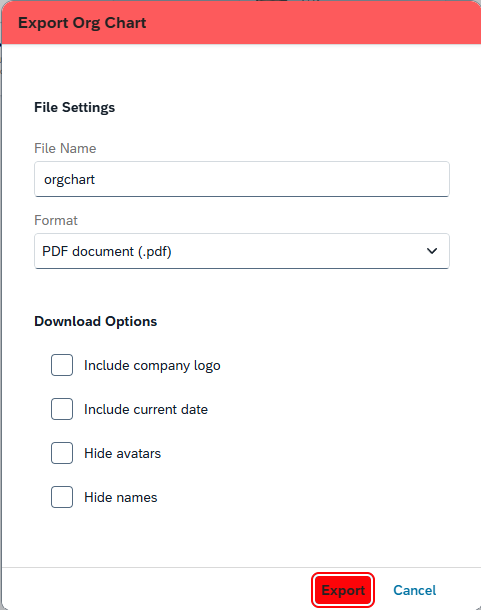 Export Org Chart
File Settings
File Name
orgchart
Format
PDF document (.pdf)
Download Options
Include company logo
Include current date
Hide avatars
Hide names
Export Cancel